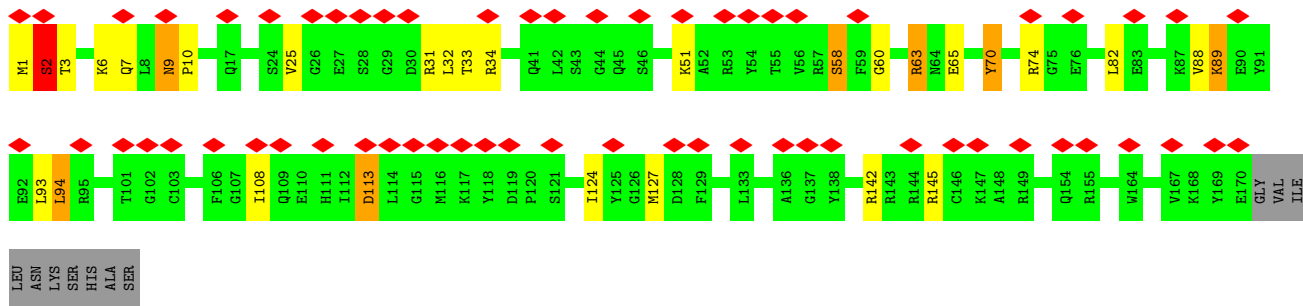 M1 S2 T3 K6 Q7 L8 N9 P10 Q17 S24 V25 G26 E27 S28 G29 D30 R31 L32 T33 R34 Q41 L42 S43 G44 Q45 S46 K51 A52 R53 Y54 T55 V56 R57 S58 F59 G60 R63 N64 E65 Y70 R74 G75 E76 L82 E83 K87 V88 K89 E90 Y91
E92 L93 L94 R95 T101 G102 C103 F106 G107 I108 Q109 E110 H111 I112 D113 L114 G115 M116 K117 Y118 D119 P120 S121 I124 Y125 G126 M127 D128 F129 L133 A136 G137 Y138 R142 R143 R144 R145 C146 K147 A148 R149 Q154 R155 W164 V167 K168 Y169 E170 GLY VAL ILE
LEU ASN LYS SER HIS ALA SER